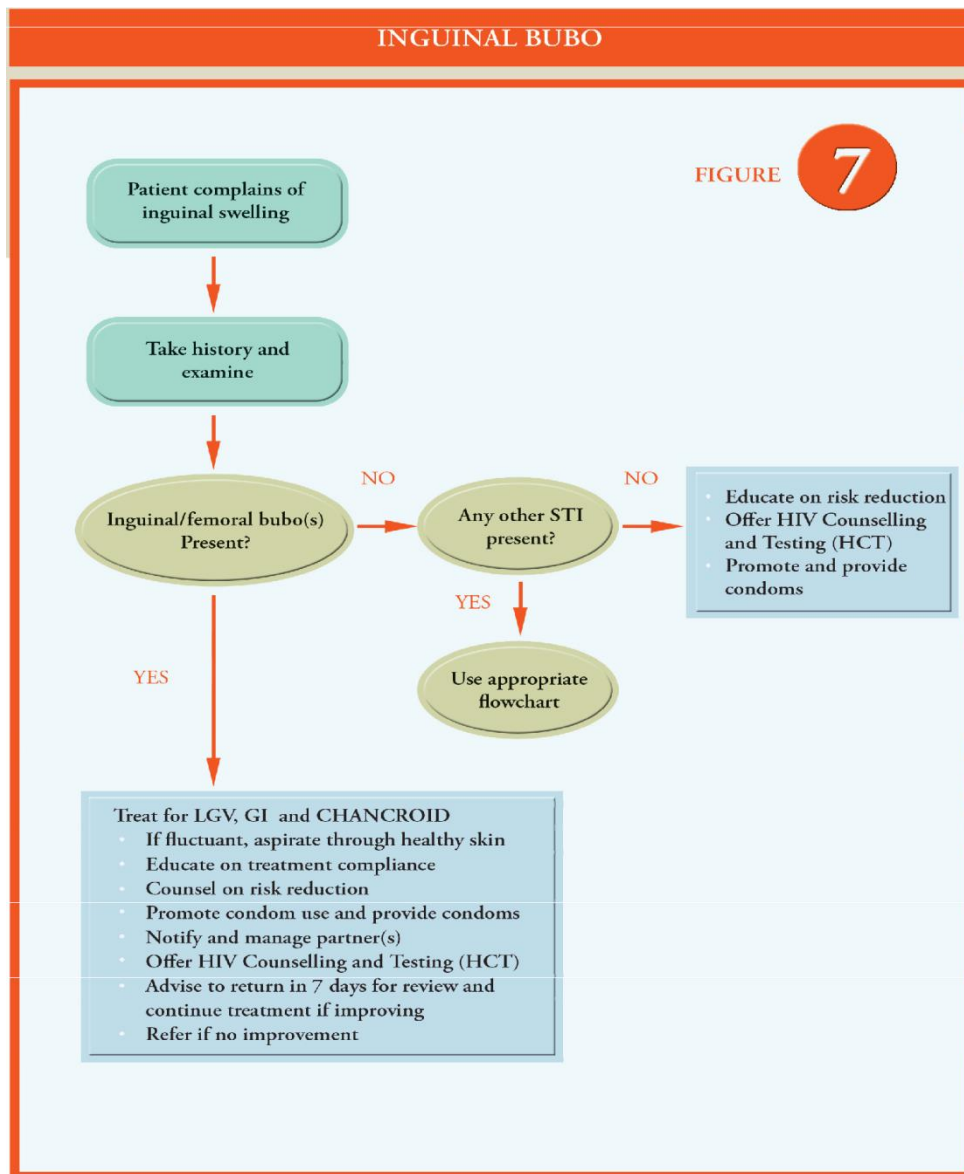 INGUINAL BUBO
FIGURE 7
Patient complains of
inguinal swelling
Take history and
examine
Inguinal/femoral bubo(s)
Present?
NO
Any other STI
present?
NO
Educate on risk reduction
Offer HIV Counselling
and Testing (HCT)
Promote and provide
condoms
YES
Use appropriate
flowchart
YES
Treat for LGV, GI and CHANCROID
If fluctuant, aspirate through healthy skin
Educate on treatment compliance
Counsel on risk reduction
Promote condom use and provide condoms
Notify and manage partner(s)
Offer HIV Counselling and Testing (HCT)
Advise to return in 7 days for review and
continue treatment if improving
Refer if no improvement